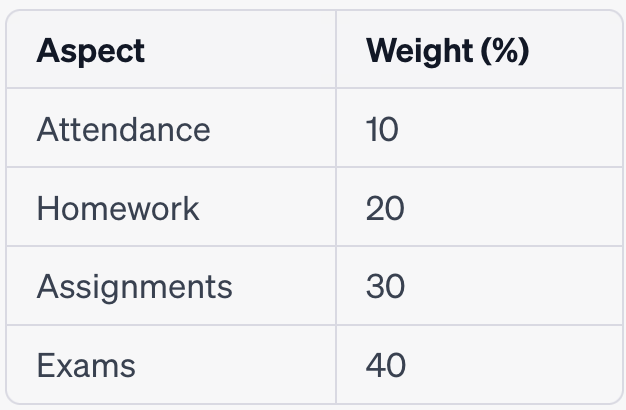 Aspect Weight (%)
Attendance 10
Homework 20
Assignments 30
Exams 40